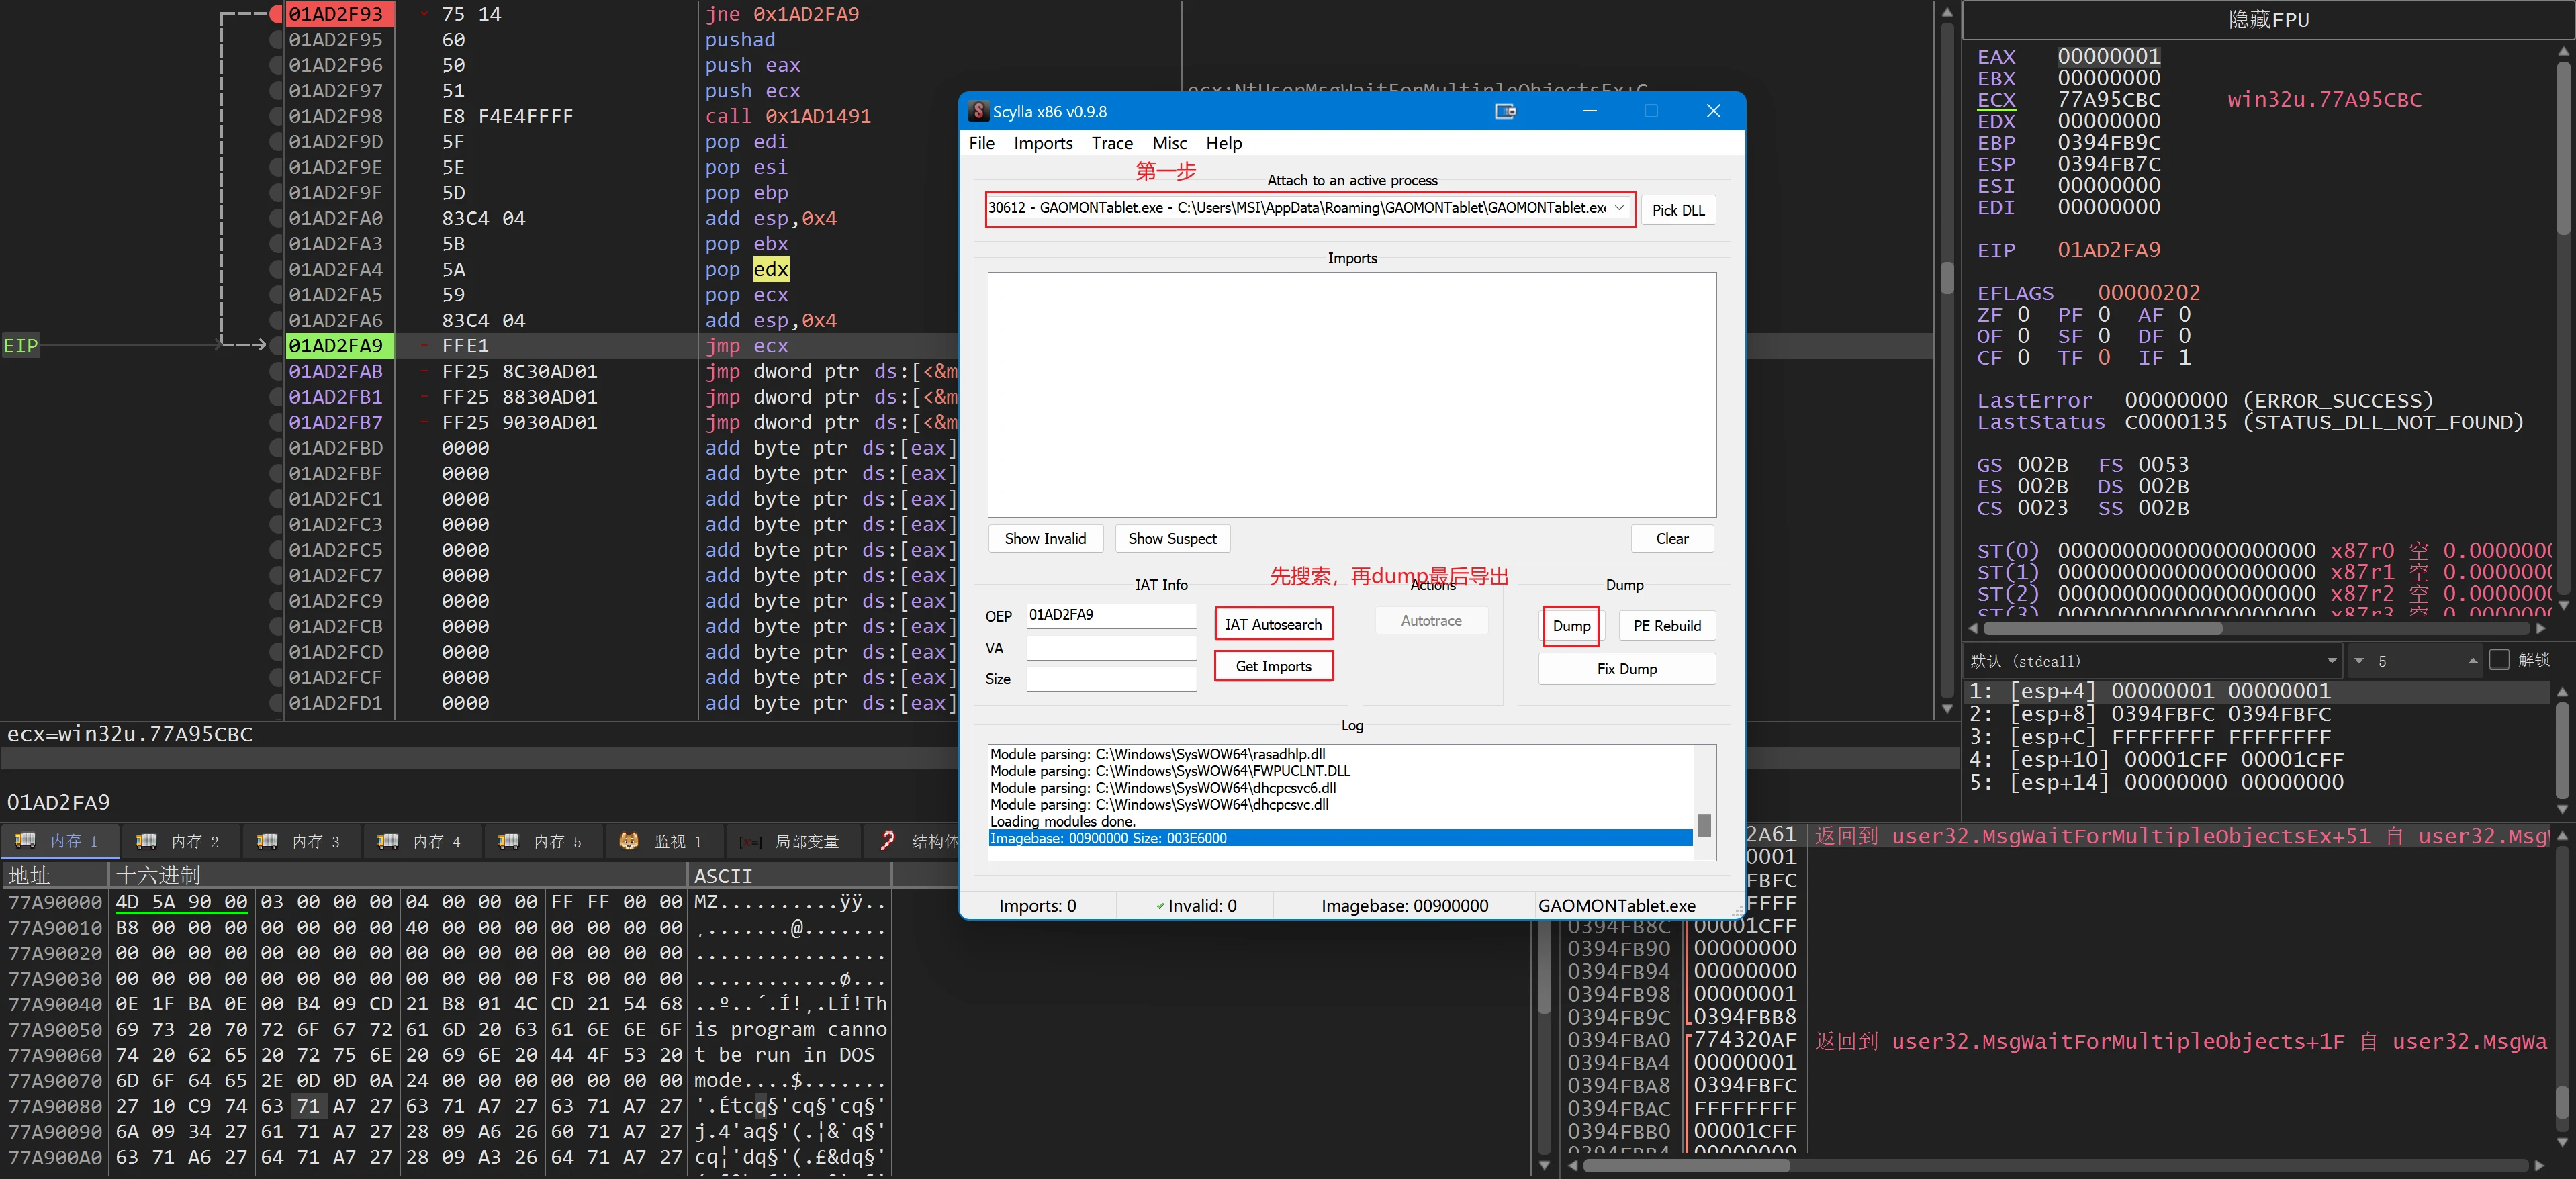 01AD2F93 75 14 jne 0x1AD2FA9
01AD2F95 60 pushad
01AD2F96 50 push eax
01AD2F97 51 push ecx
01AD2F98 E8 F4E4FFFF call 0x1AD1491
01AD2F9D 5F pop edi
01AD2F9E 5E pop esi
01AD2F9F 5D pop ebp
01AD2FA0 83C4 04 add esp,0x4
01AD2FA3 5B pop ebx
01AD2FA4 5A pop edx
01AD2FA5 59 pop ecx
01AD2FA6 83C4 04 add esp,0x4
EIP 01AD2FA9 FFE1 jmp ecx
01AD2FAB FF25 8C30AD01 jmp dword ptr ds:[<&m
01AD2FB1 FF25 8830AD01 jmp dword ptr ds:[<&m
01AD2FB7 FF25 9030AD01 jmp dword ptr ds:[<&m
01AD2FBD 0000 add byte ptr ds:[eax]
01AD2FBF 0000 add byte ptr ds:[eax]
01AD2FC1 0000 add byte ptr ds:[eax]
01AD2FC3 0000 add byte ptr ds:[eax]
01AD2FC5 0000 add byte ptr ds:[eax]
01AD2FC7 0000 add byte ptr ds:[eax]
01AD2FC9 0000 add byte ptr ds:[eax]
01AD2FCB 0000 add byte ptr ds:[eax]
01AD2FCD 0000 add byte ptr ds:[eax]
01AD2FCF 0000 add byte ptr ds:[eax]
01AD2FD1 0000 add byte ptr ds:[eax]
ecx:NtUserMsgWaitForMultipleObjectsEx+C
ecx=win32u.77A95CBC
01AD2FA9
Scylla x86 v0.9.8
File Imports Trace Misc Help
第一步
Attach to an active process
30612 - GAOMONTablet.exe - C:\Users\MSI\AppData\Roaming\GAOMONTablet\GAOMONTablet.exe
Pick DLL
Imports
Show Invalid Show Suspect Clear
先搜索，再dump最后导出
IAT Info Actions Dump
OEP 01AD2FA9 IAT Autosearch Autotrace Dump PE Rebuild
VA
Get Imports Fix Dump
Size
Log
Module parsing: C:\Windows\SysWOW64\rasadhlp.dll
Module parsing: C:\Windows\SysWOW64\FWPUCLNT.DLL
Module parsing: C:\Windows\SysWOW64\dhcpcsvc6.dll
Module parsing: C:\Windows\SysWOW64\dhcpcsvc.dll
Loading modules done.
Imagebase: 00900000 Size: 003E6000
Imports: 0 Invalid: 0 Imagebase: 00900000 GAOMONTablet.exe
隐藏FPU
EAX 00000001
EBX 00000000
ECX 77A95CBC win32u.77A95CBC
EDX 00000000
EBP 0394FB9C
ESP 0394FB7C
ESI 00000000
EDI 00000000
EIP 01AD2FA9
EFLAGS 00000202
ZF 0 PF 0 AF 0
OF 0 SF 0 DF 0
CF 0 TF 0 IF 1
LastError 00000000 (ERROR_SUCCESS)
LastStatus C0000135 (STATUS_DLL_NOT_FOUND)
GS 002B FS 0053
ES 002B DS 002B
CS 0023 SS 002B
ST(0) 00000000000000000000 x87r0 空 0.0000000
ST(1) 00000000000000000000 x87r1 空 0.0000000
ST(2) 00000000000000000000 x87r2 空 0.0000000
ST(3) 00000000000000000000 x87r3 空 0.0000000
默认 (stdcall) 5 解锁
1: [esp+4] 00000001 00000001
2: [esp+8] 0394FBFC 0394FBFC
3: [esp+C] FFFFFFFF FFFFFFFF
4: [esp+10] 00001CFF 00001CFF
5: [esp+14] 00000000 00000000
内存 1 内存 2 内存 3 内存 4 内存 5 监视 1 局部变量 结构体
地址 十六进制 ASCII
77A90000 4D 5A 90 00 03 00 00 00 04 00 00 00 FF FF 00 00 MZ..........ÿÿ..
77A90010 B8 00 00 00 00 00 00 00 40 00 00 00 00 00 00 00 ¸.......@.......
77A90020 00 00 00 00 00 00 00 00 00 00 00 00 00 00 00 00 ................
77A90030 00 00 00 00 00 00 00 00 00 00 00 00 F8 00 00 00 ............ø...
77A90040 0E 1F BA 0E 00 B4 09 CD 21 B8 01 4C CD 21 54 68 ..º..´.Í!¸.LÍ!Th
77A90050 69 73 20 70 72 6F 67 72 61 6D 20 63 61 6E 6E 6F is program canno
77A90060 74 20 62 65 20 72 75 6E 20 69 6E 20 44 4F 53 20 t be run in DOS
77A90070 6D 6F 64 65 2E 0D 0D 0A 24 00 00 00 00 00 00 00 mode....$.......
77A90080 27 10 C9 74 63 71 A7 27 63 71 A7 27 63 71 A7 27 '.Étcq§'cq§'cq§'
77A90090 6A 09 34 27 61 71 A7 27 28 09 A6 26 60 71 A7 27 j.4'aq§'(.¦&`q§'
77A900A0 63 71 A6 27 64 71 A7 27 28 09 A3 26 64 71 A7 27 cq¦'dq§'(.£&dq§'
2A61 返回到 user32.MsgWaitForMultipleObjectsEx+51 自 user32.Msg
0001
FBFC
FFFF
0394FB8C 00001CFF
0394FB90 00000000
0394FB94 00000000
0394FB98 00000001
0394FB9C 0394FBB8
0394FBA0 774320AF 返回到 user32.MsgWaitForMultipleObjects+1F 自 user32.MsgWa
0394FBA4 00000001
0394FBA8 0394FBFC
0394FBAC FFFFFFFF
0394FBB0 00001CFF
0394FBB4 00000000